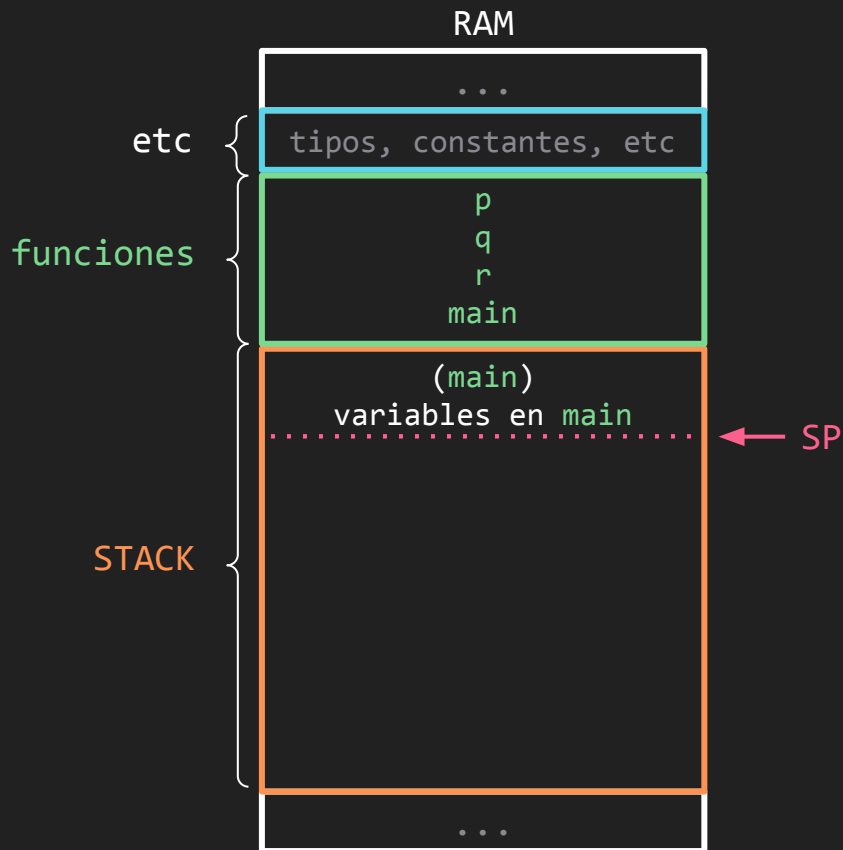 RAM
...
etc
tipos, constantes, etc
funciones
p
q
r
main
(main)
variables en main
SP
STACK
...